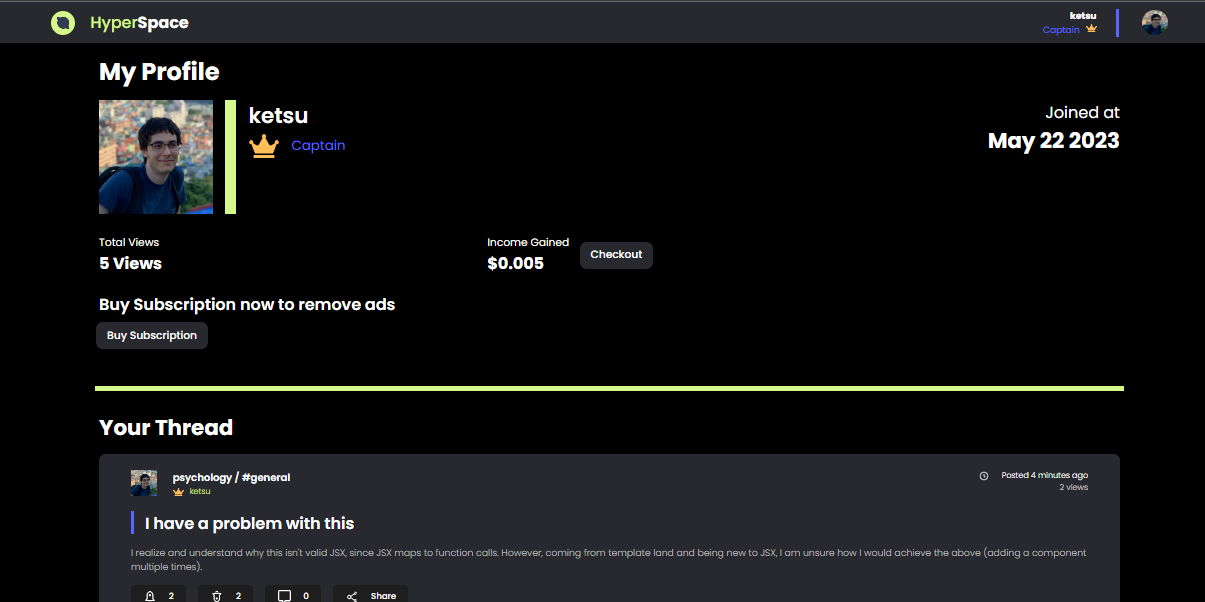 HyperSpace
ketsu
Captain
My Profile
ketsu
Captain
Joined at
May 22 2023
Total Views
5 Views
Income Gained
$0.005
Checkout
Buy Subscription now to remove ads
Buy Subscription
Your Thread
psychology / #general
ketsu
Posted 4 minutes ago
2 views
I have a problem with this
I realize and understand why this isn't valid JSX, since JSX maps to function calls. However, coming from template land and being new to JSX, I am unsure how I would achieve the above (adding a component
multiple times).
2
2
0
Share